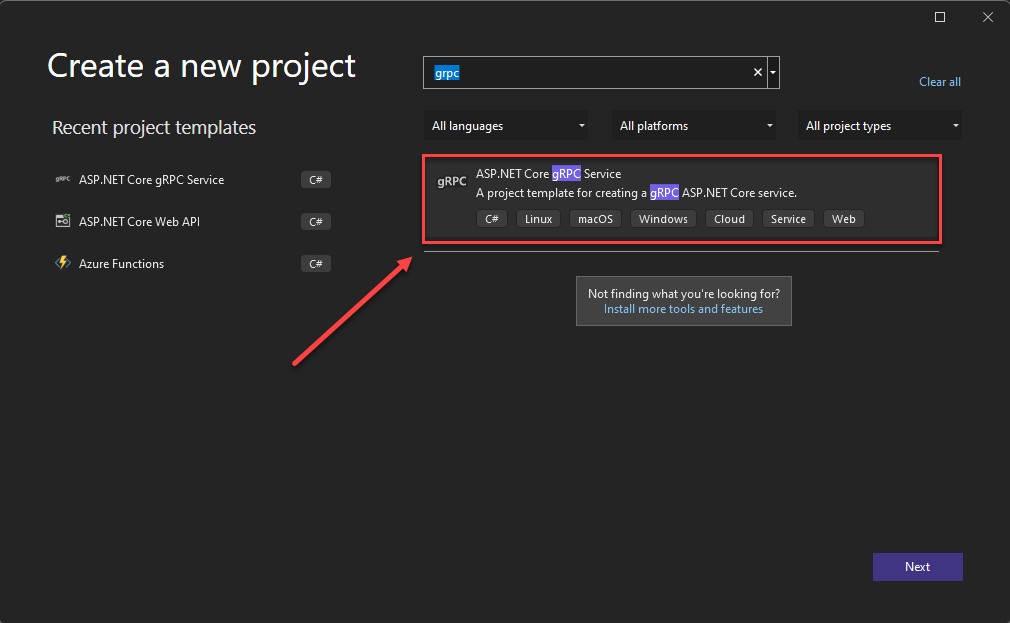 Create a new project
grpc
Clear all
Recent project templates
All languages
All platforms
All project types
gRPC
ASP.NET Core gRPC Service
C#
ASP.NET Core Web API
C#
Azure Functions
C#
gRPC
ASP.NET Core gRPC Service
A project template for creating a gRPC ASP.NET Core service.
C#
Linux
macOS
Windows
Cloud
Service
Web
Not finding what you're looking for?
Install more tools and features
Next